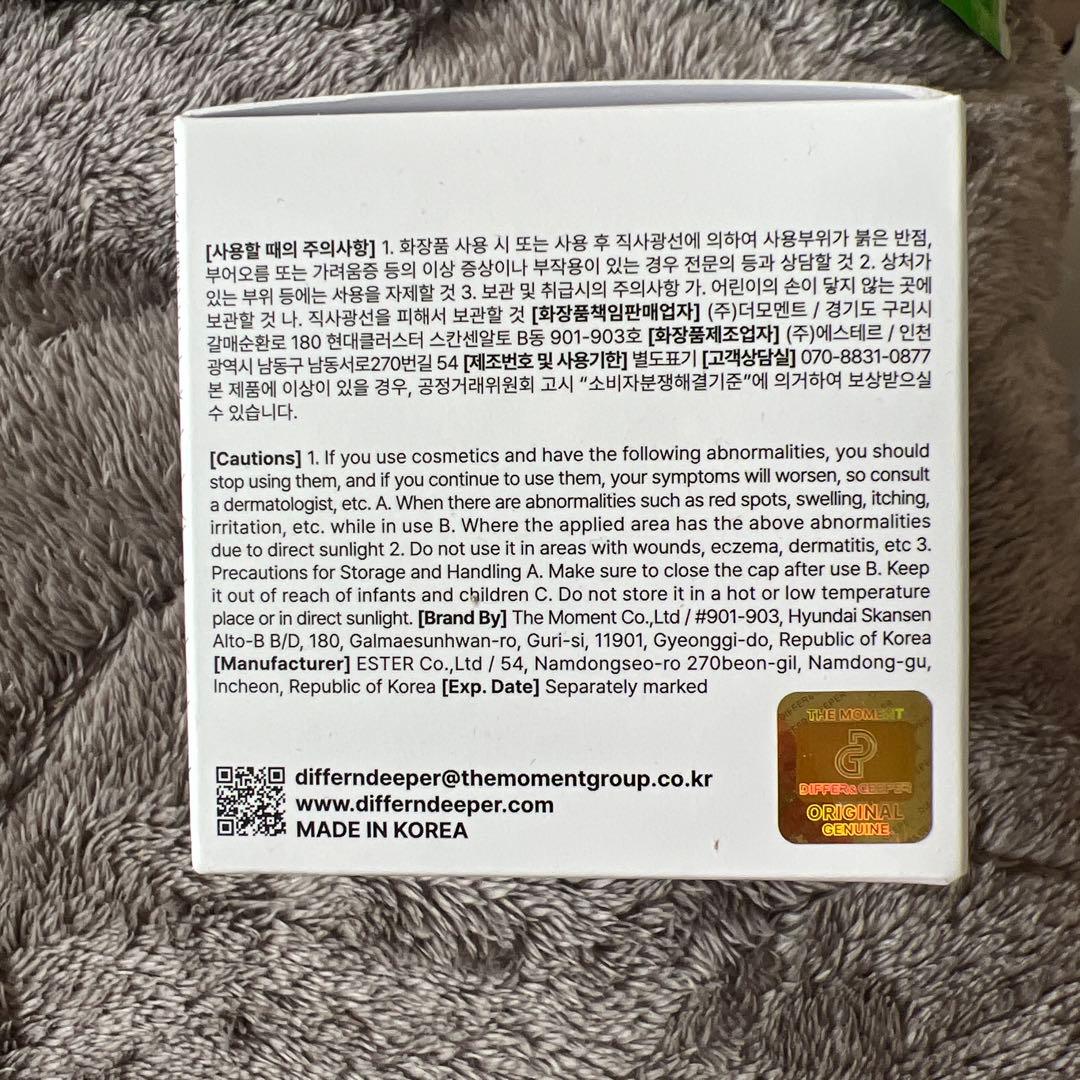 [사용할 때의 주의사항] 1. 화장품 사용 시 또는 사용 후 직사광선에 의하여 사용부위가 붉은 반점,
부어오름 또는 가려움증 등의 이상 증상이나 부작용이 있는 경우 전문의 등과 상담할 것 2. 상처가
있는 부위 등에는 사용을 자제할 것 3. 보관 및 취급시의 주의사항 가. 어린이의 손이 닿지 않는 곳에
보관할 것 나. 직사광선을 피해서 보관할 것 [화장품책임판매업자] (주)더모멘트 / 경기도 구리시
갈매순환로 180 현대클러스터 스칸센알토 B동 901-903호 [화장품제조업자] (주)에스테르 / 인천
광역시 남동구 남동서로270번길 54 [제조번호 및 사용기한] 별도표기 [고객상담실] 070-8831-0877
본 제품에 이상이 있을 경우, 공정거래위원회 고시 “소비자분쟁해결기준”에 의거하여 보상받으실
수 있습니다.
[Cautions] 1. If you use cosmetics and have the following abnormalities, you should
stop using them, and if you continue to use them, your symptoms will worsen, so consult
a dermatologist, etc. A. When there are abnormalities such as red spots, swelling, itching,
irritation, etc. while in use B. Where the applied area has the above abnormalities
due to direct sunlight 2. Do not use it in areas with wounds, eczema, dermatitis, etc 3.
Precautions for Storage and Handling A. Make sure to close the cap after use B. Keep
it out of reach of infants and children C. Do not store it in a hot or low temperature
place or in direct sunlight. [Brand By] The Moment Co.,Ltd / #901-903, Hyundai Skansen
Alto-B B/D, 180, Galmaesunhwan-ro, Guri-si, 11901, Gyeonggi-do, Republic of Korea
[Manufacturer] ESTER Co.,Ltd / 54, Namdongseo-ro 270beon-gil, Namdong-gu,
Incheon, Republic of Korea [Exp. Date] Separately marked
differndeeper@themomentgroup.co.kr
www.differndeeper.com
MADE IN KOREA
THE MOMENT
DIFFER& DEEPER
ORIGINAL
GENUINE